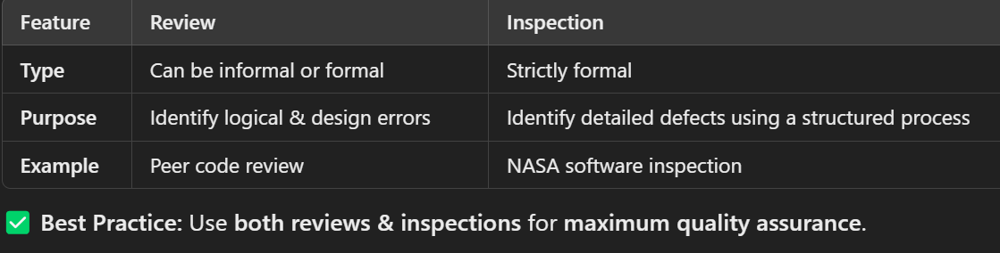 Feature Review Inspection
Type Can be informal or formal Strictly formal
Purpose Identify logical & design errors Identify detailed defects using a structured process
Example Peer code review NASA software inspection
✅ Best Practice: Use both reviews & inspections for maximum quality assurance.